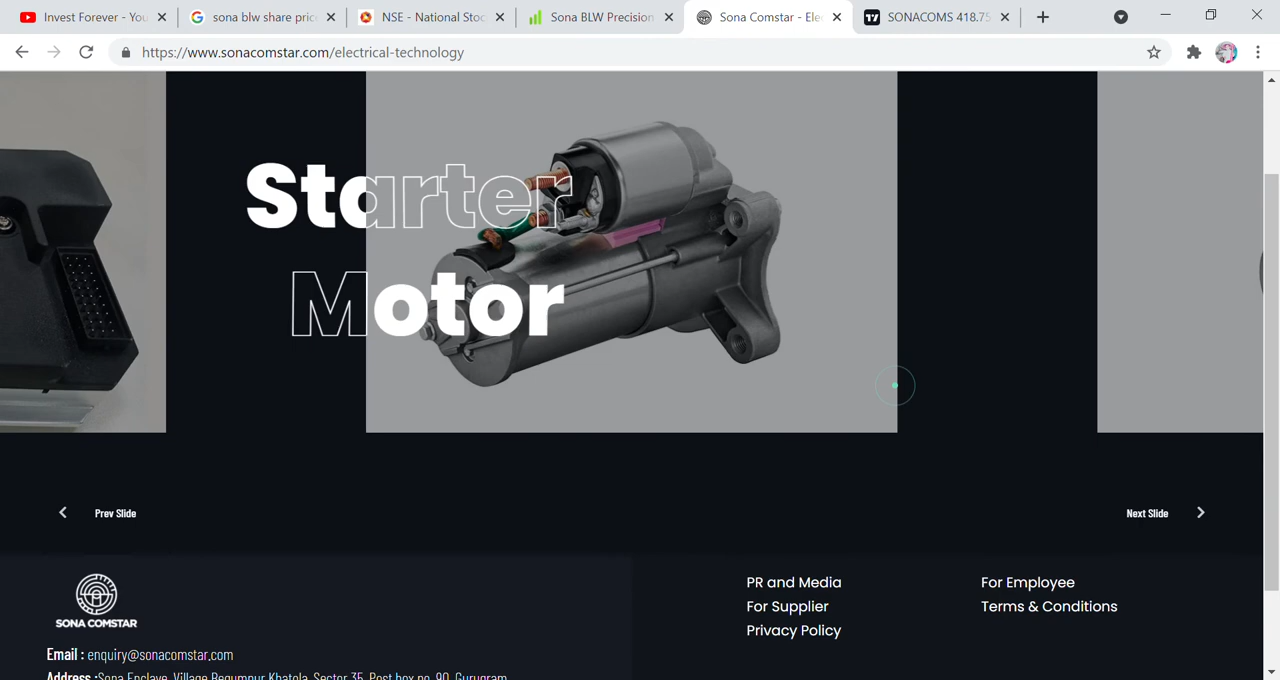 Invest Forever - You
sona blw share price
NSE - National Stoc
Sona BLW Precision
Sona Comstar - Ele
SONACOMS 418.75
https://www.sonacomstar.com/electrical-technology
Starter
Motor
Prev Slide
Next Slide
SONA COMSTAR
Email : enquiry@sonacomstar.com
Address :Sona Enclave, Village Begumpur Khatola, Sector 35, Post box no. 90, Gurugram
PR and Media
For Supplier
Privacy Policy
For Employee
Terms & Conditions